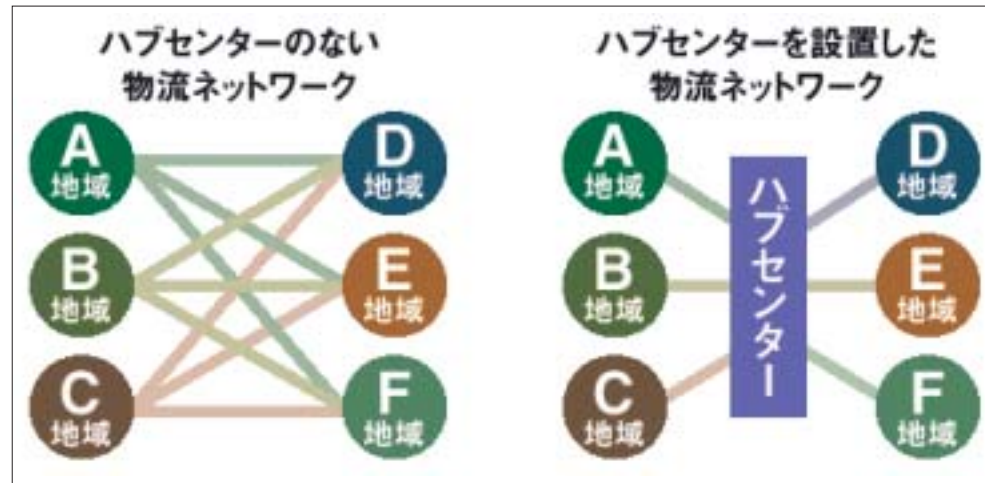 ハブセンターのない
物流ネットワーク
A
地域
D
地域
B
地域
E
地域
C
地域
F
地域
ハブセンターを設置した
物流ネットワーク
A
地域
D
地域
B
地域
E
地域
C
地域
F
地域
ハブセンター